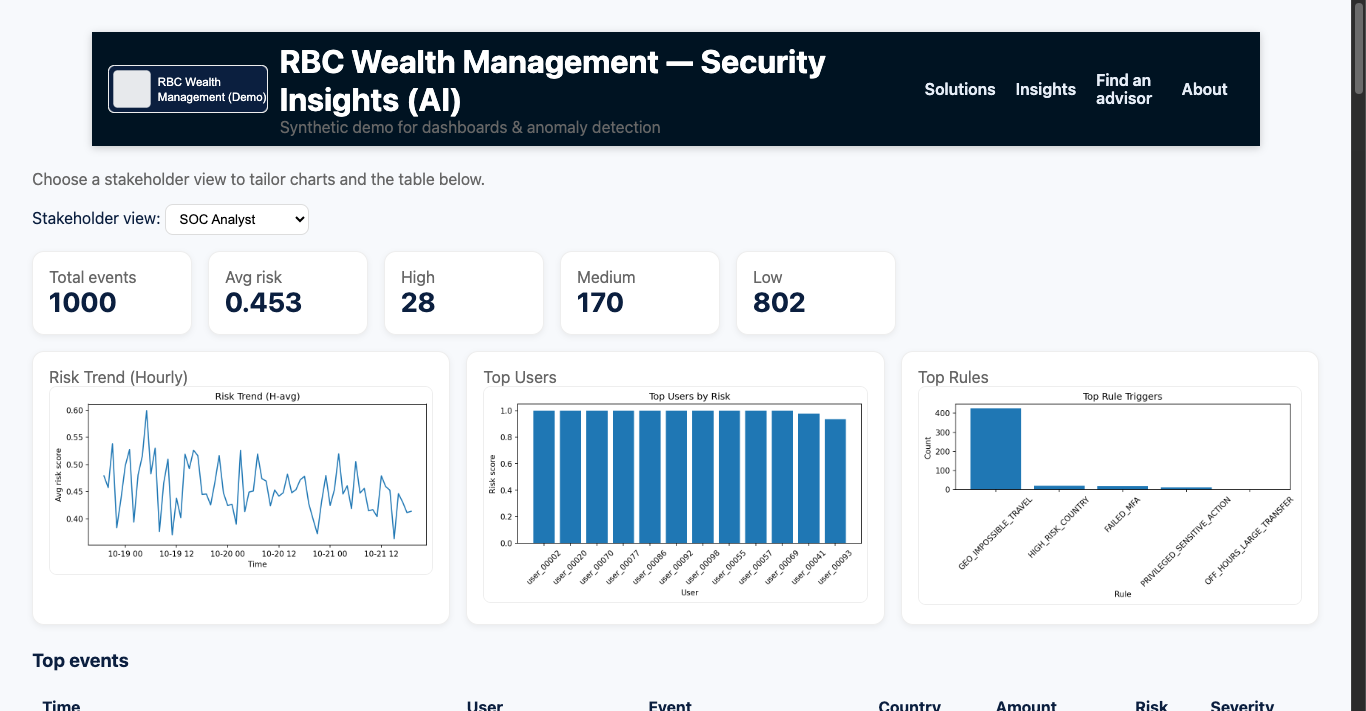 RBC Wealth
Management (Demo)
RBC Wealth Management — Security
Insights (AI)
Synthetic demo for dashboards & anomaly detection
Solutions
Insights
Find an
advisor
About
Choose a stakeholder view to tailor charts and the table below.
Stakeholder view: SOC Analyst
Total events
1000
Avg risk
0.453
High
28
Medium
170
Low
802
Risk Trend (Hourly)
Risk Trend (H-avg)
Avg risk score
0.60
0.55
0.50
0.45
0.40
10-19 00 10-19 12 10-20 00 10-20 12 10-21 00 10-21 12
Time
Top Users
Top Users by Risk
Risk score
1.0
0.8
0.6
0.4
0.2
0.0
user_00002 user_00020 user_00070 user_00077 user_00086 user_00092 user_00098 user_00055 user_00057 user_00069 user_00041 user_00093
User
Top Rules
Top Rule Triggers
Count
400
300
200
100
0
GEO_IMPOSSIBLE_TRAVEL HIGH_RISK_COUNTRY FAILED_MFA PRIVILEGED_SENSITIVE_ACTION OFF_HOURS_LARGE_TRANSFER
Rule
Top events
Time User Event Country Amount Risk Severity